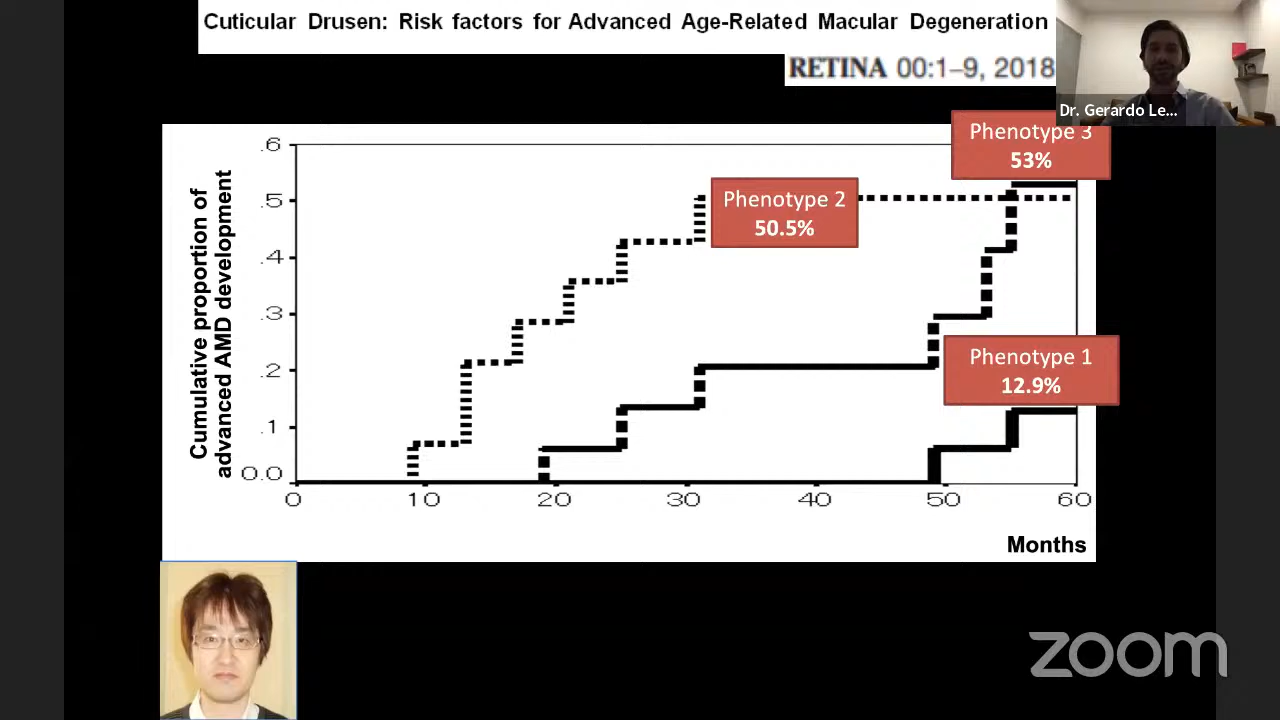 Cuticular Drusen: Risk factors for Advanced Age-Related Macular Degeneration
RETINA 00:1–9, 2018
Dr. Gerardo Le...
Phenotype 3
53%
Phenotype 2
50.5%
Phenotype 1
12.9%
Cumulative proportion of
advanced AMD development
.6
.5
.4
.3
.2
.1
0.0
0 10 20 30 40 50 60
Months
zoom